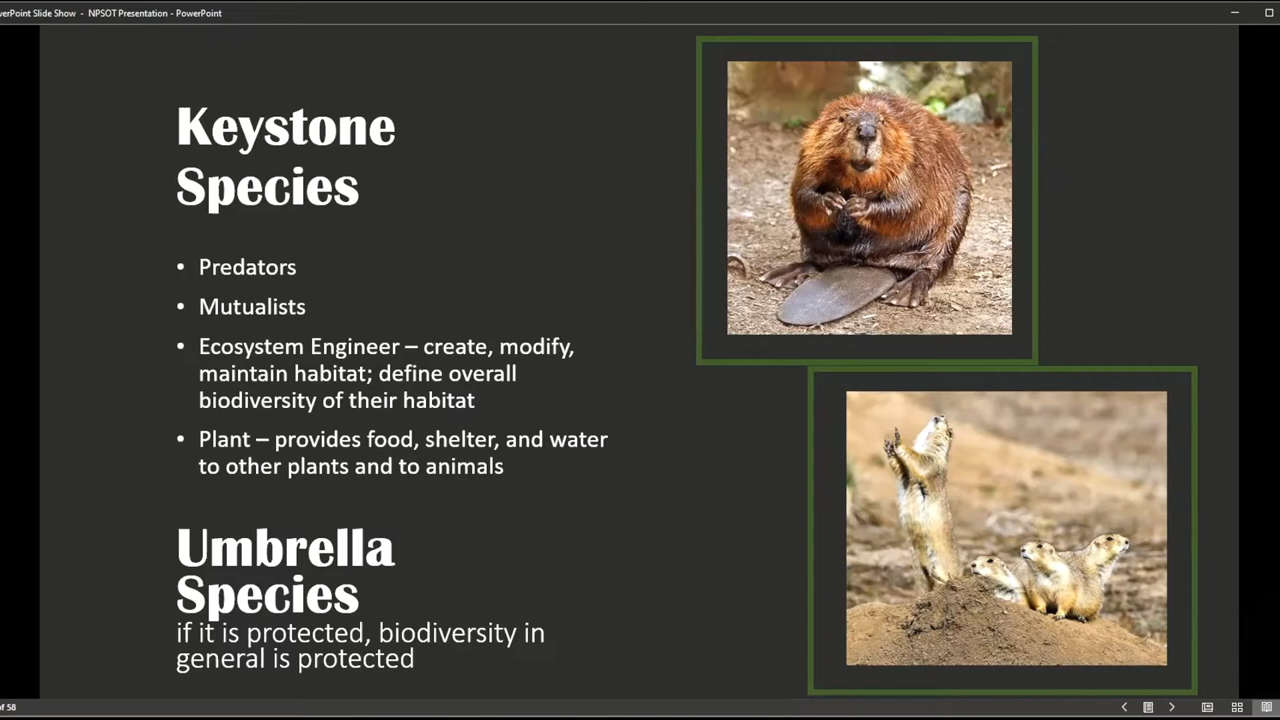 PowerPoint Slide Show - NPSOT Presentation - PowerPoint
Keystone
Species
• Predators
• Mutualists
• Ecosystem Engineer – create, modify,
maintain habitat; define overall
biodiversity of their habitat
• Plant – provides food, shelter, and water
to other plants and to animals
Umbrella
Species
if it is protected, biodiversity in
general is protected
of 58